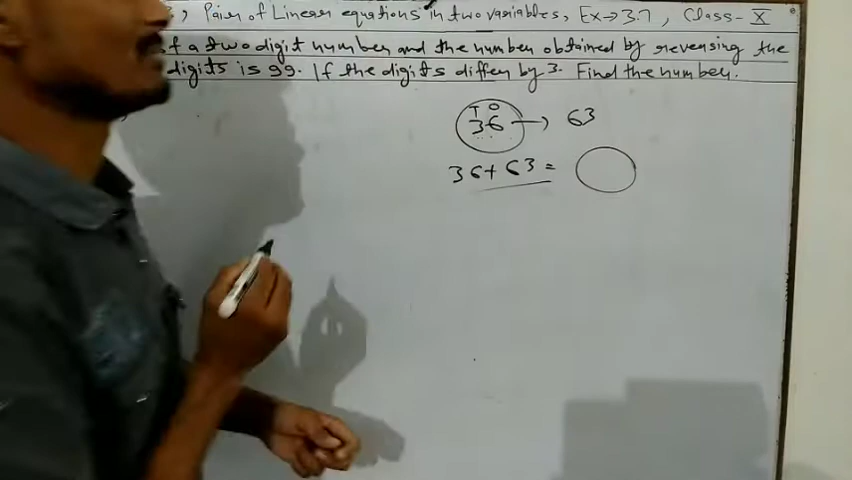 ; Pair of Linear equations in two variables, Ex→3.7, Class-X
of a two digit number and the number obtained by reversing the
digits is 99. If the digits differ by 3. Find the number.
T O
36 → 63
36+63=